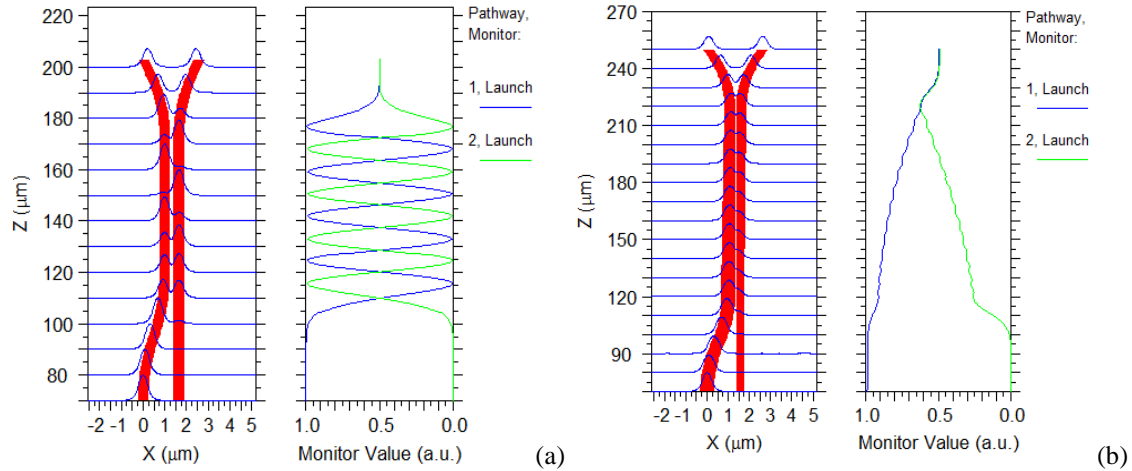 220
200
180
160
140
120
100
80
Z (μm)
-2 -1 0 1 2 3 4 5
X (μm)
1.0 0.5 0.0
Monitor Value (a.u.)
Pathway,
Monitor:
1, Launch
2, Launch
(a)
270
240
210
180
150
120
90
Z (μm)
-2 -1 0 1 2 3 4 5
X (μm)
1.0 0.5 0.0
Monitor Value (a.u.)
Pathway,
Monitor:
1, Launch
2, Launch
(b)